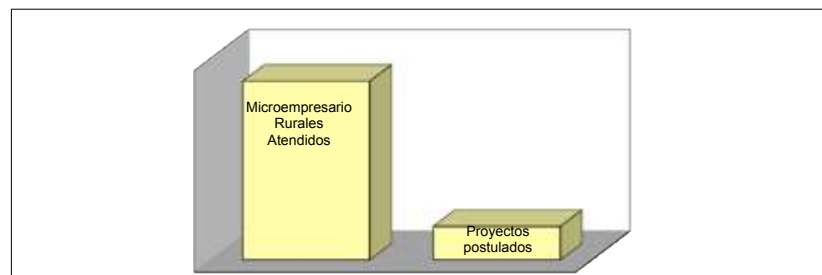 Microempresario
Rurales
Atendidos
Proyectos
postulados